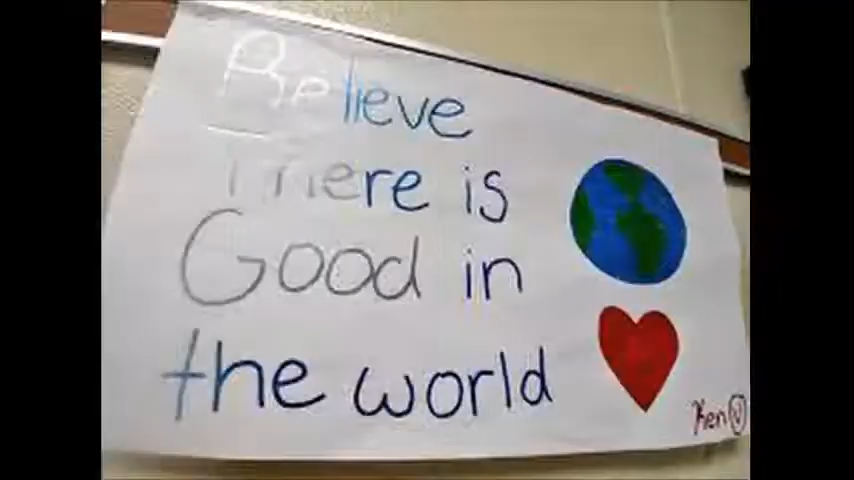 Believe
There is
Good in
the world
Ken V